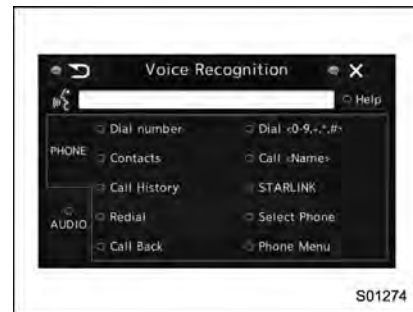 Voice Recognition
Help
PHONE
AUDIO
Dial number
Dial <0-9,+,*,#>
Contacts
Call <Name>
Call History
STARLINK
Redial
Select Phone
Call Back
Phone Menu
S01274